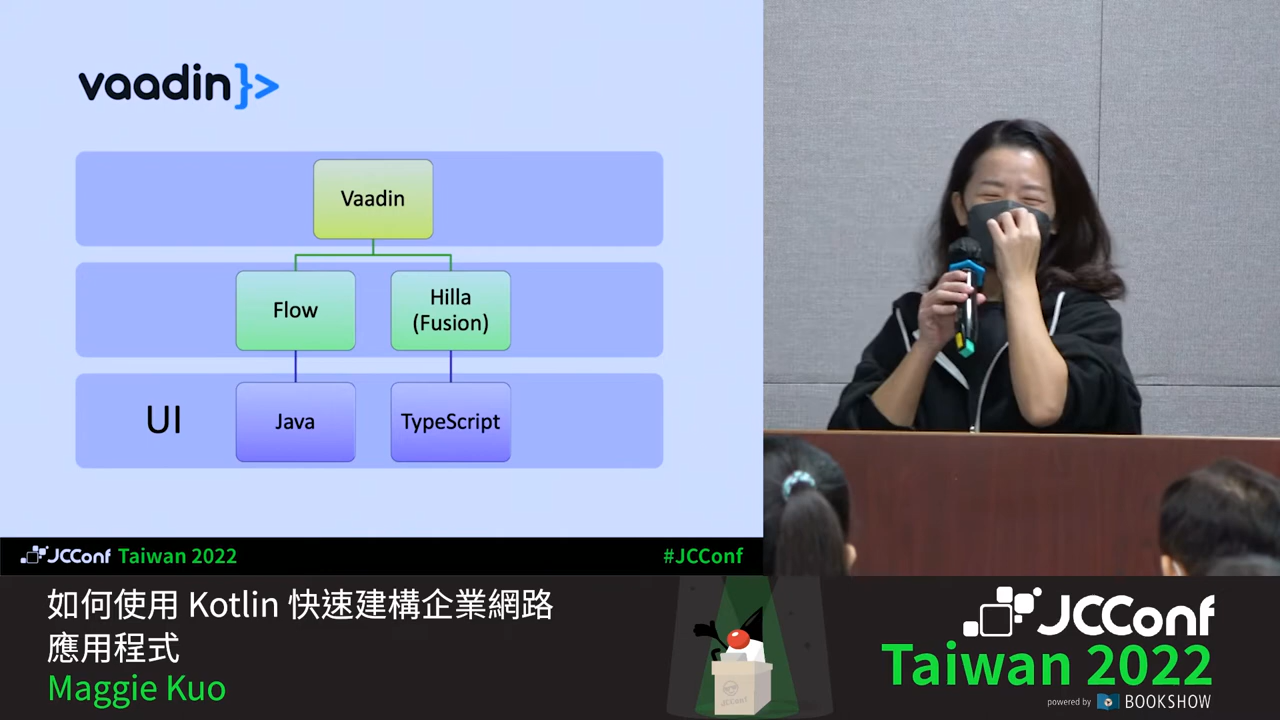 vaadin}>
Vaadin
Flow
Hilla
(Fusion)
UI
Java
TypeScript
JCConf Taiwan 2022
#JCConf
如何使用 Kotlin 快速建構企業網路
應用程式
Maggie Kuo
JCConf
JCConf
Taiwan 2022
powered by BOOKSHOW